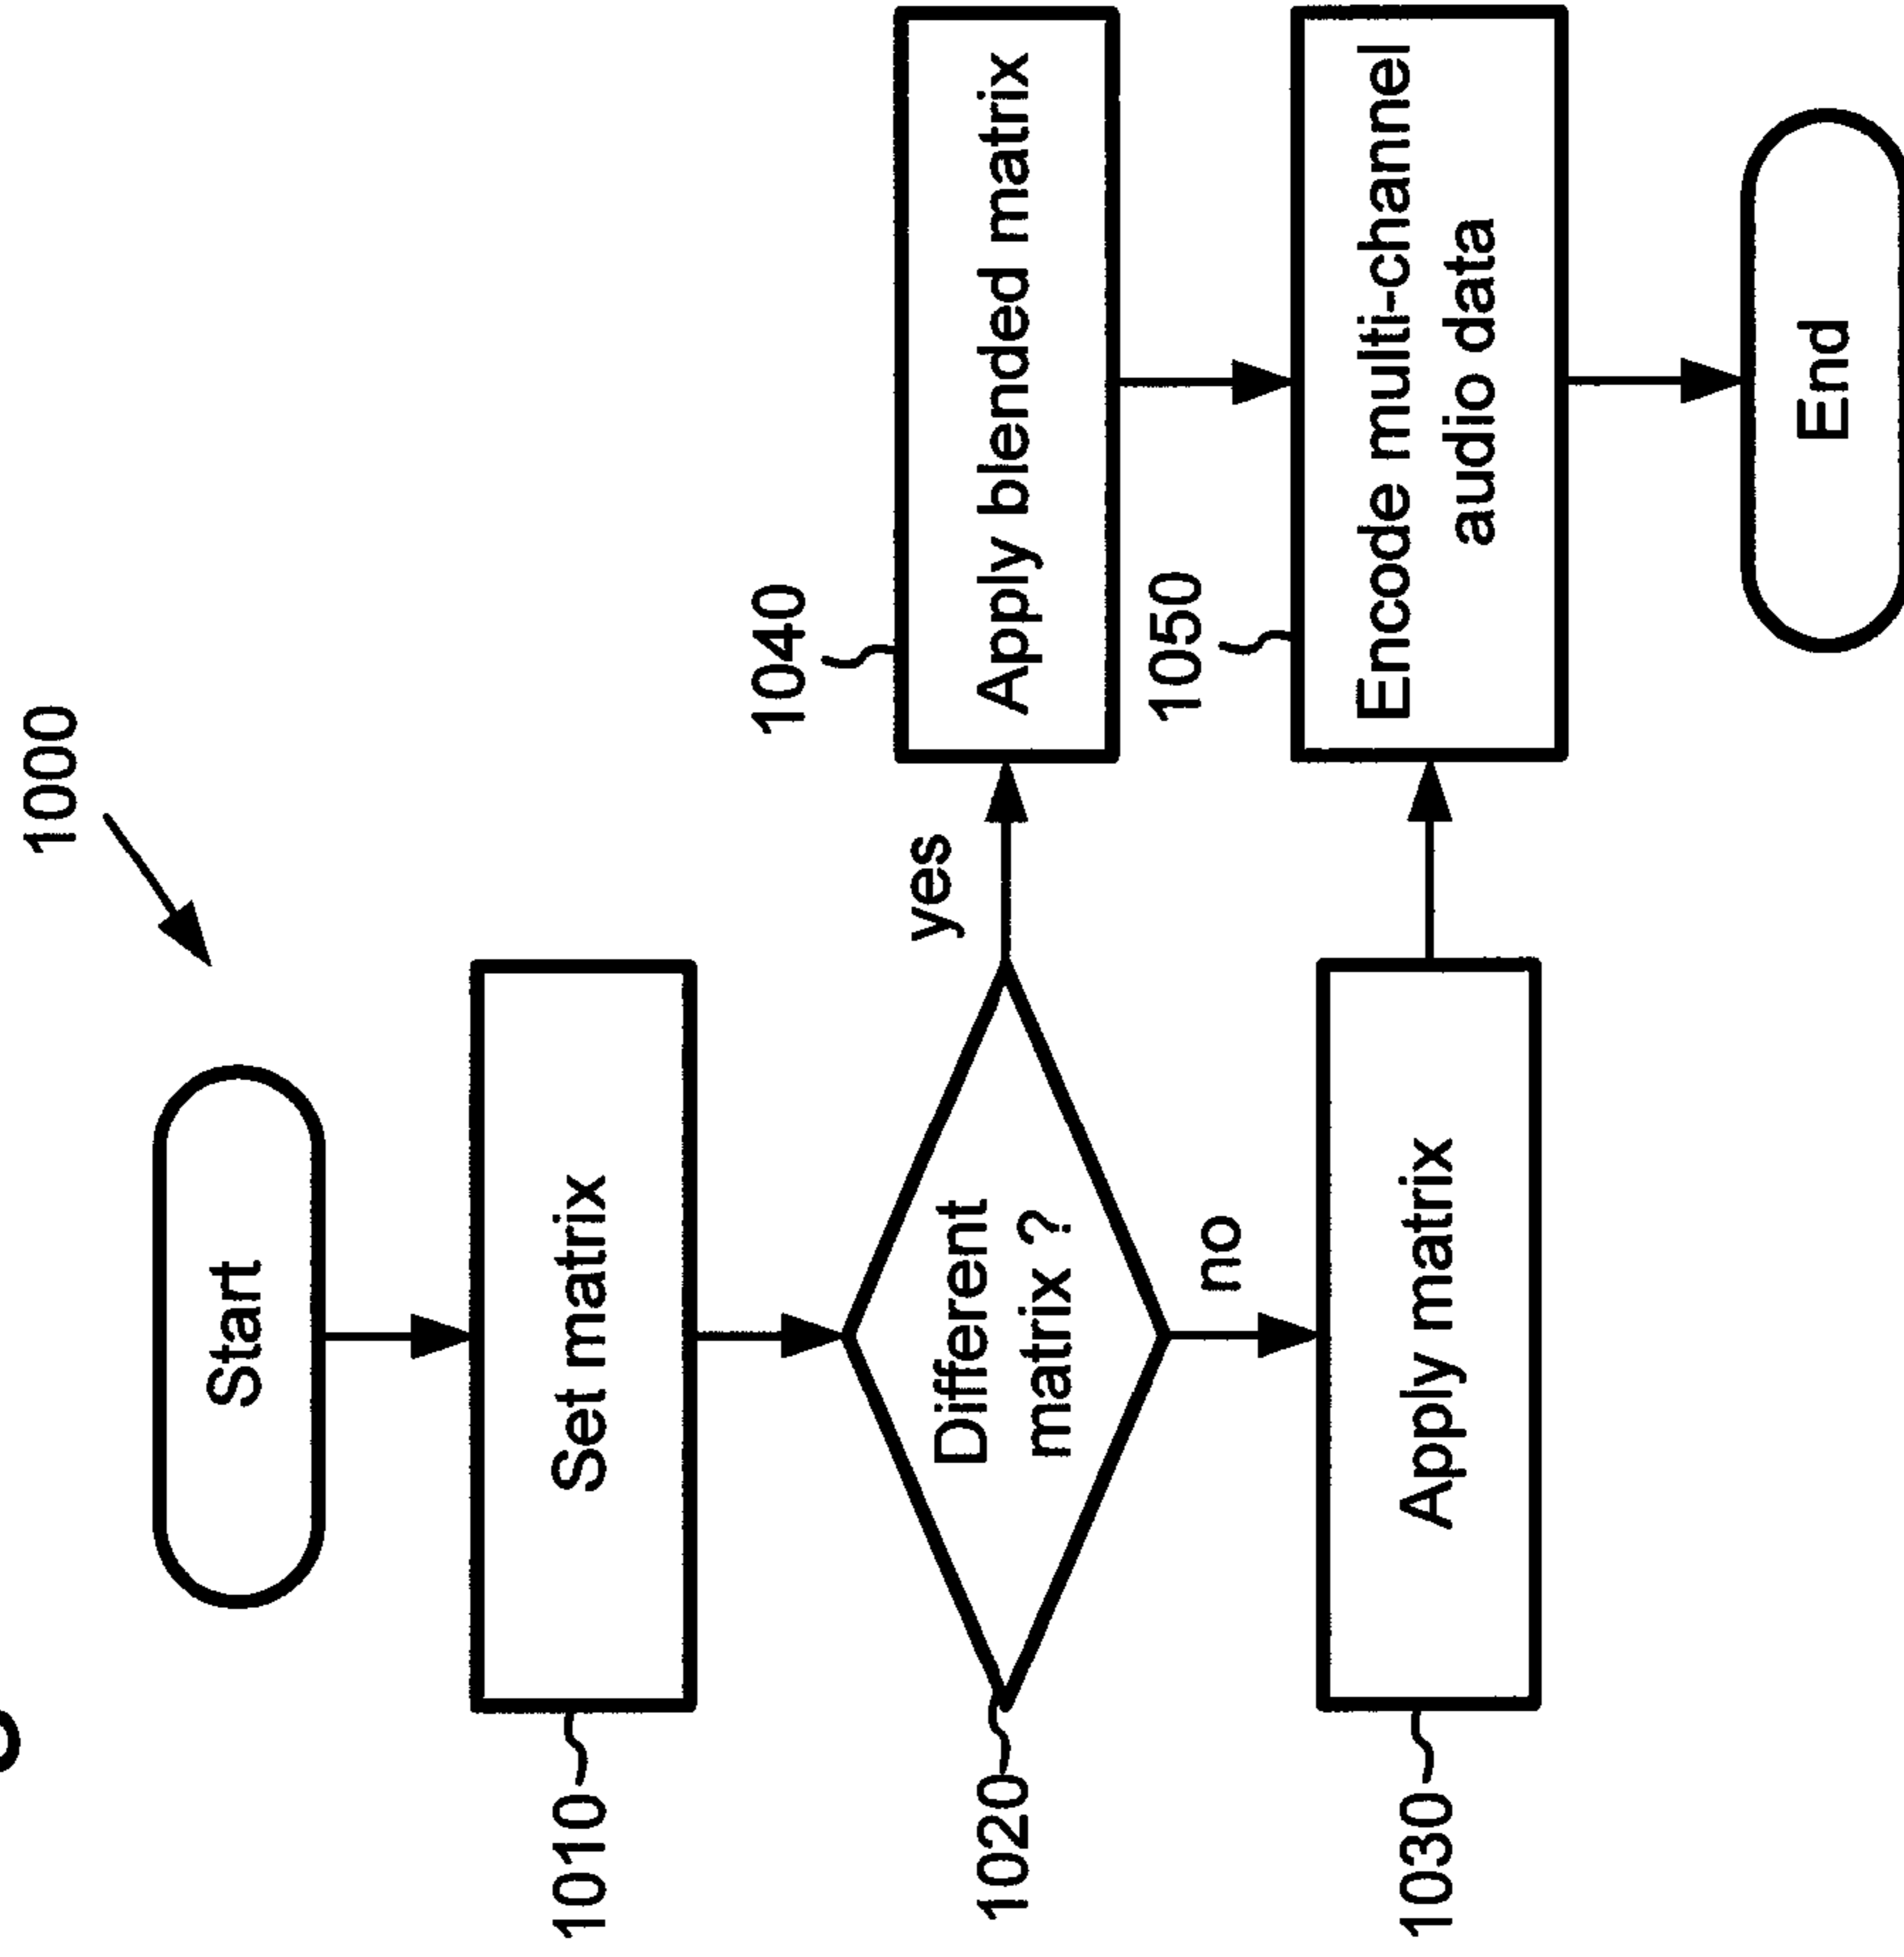 1000
Start
1010
Set matrix
1020
Different
matrix ?
yes
no
1030
Apply matrix
1040
Apply blended matrix
1050
Encode multi-channel
audio data
End